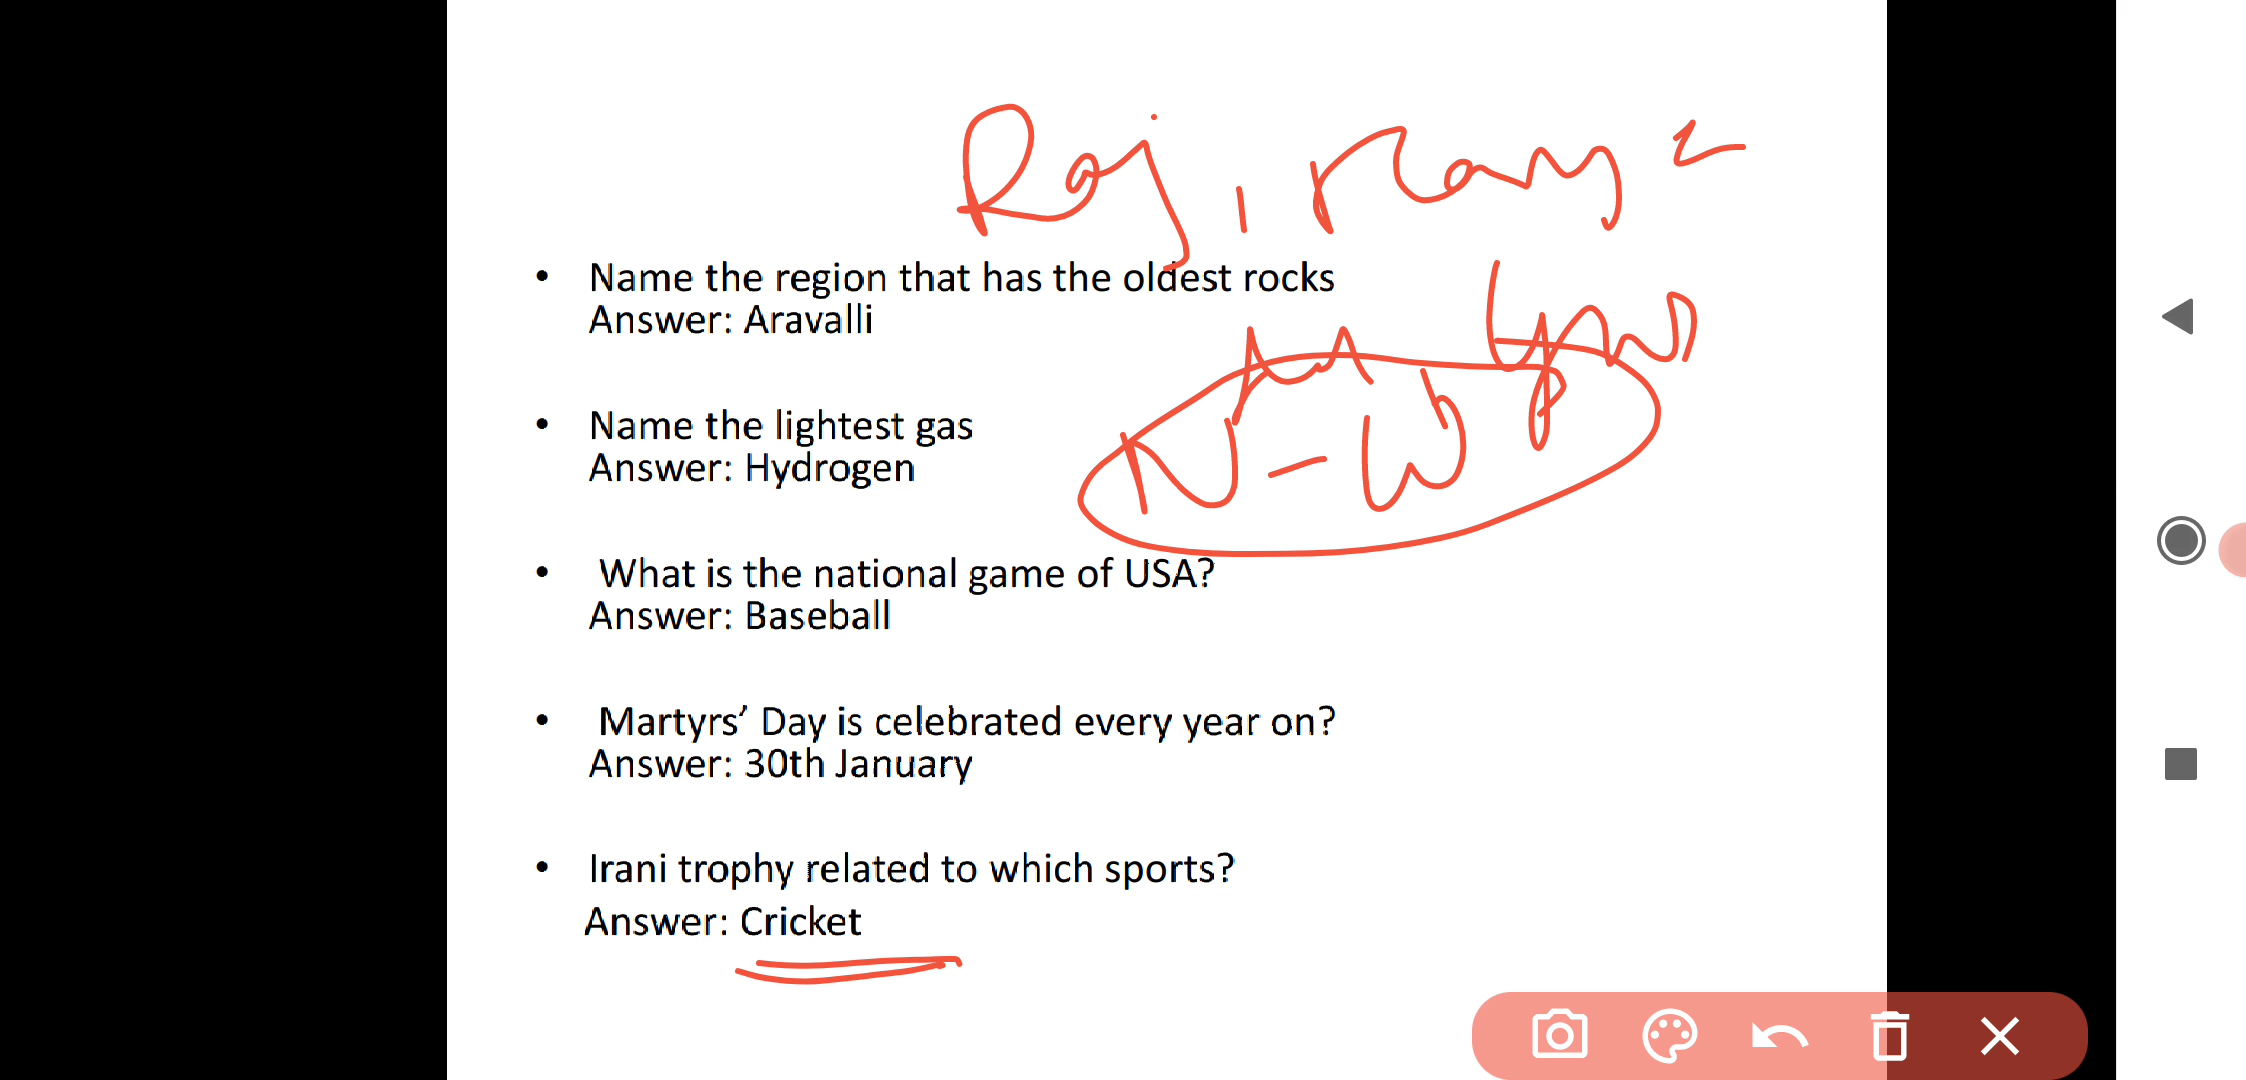 Raj, Harya
N-W
• Name the region that has the oldest rocks
Answer: Aravalli
• Name the lightest gas
Answer: Hydrogen
• What is the national game of USA?
Answer: Baseball
• Martyrs’ Day is celebrated every year on?
Answer: 30th January
• Irani trophy related to which sports?
Answer: Cricket